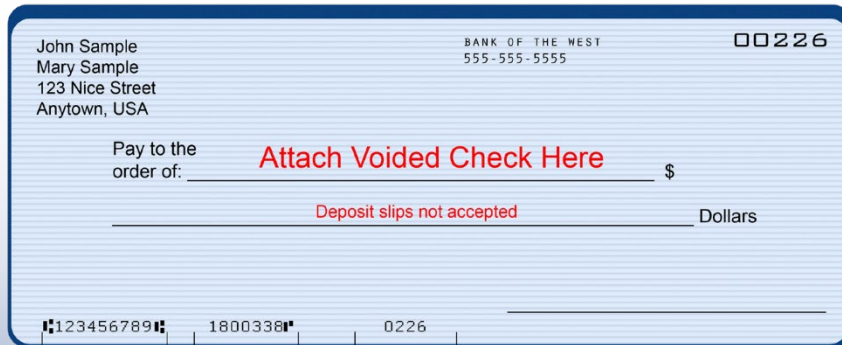 John Sample
Mary Sample
123 Nice Street
Anytown, USA
BANK OF THE WEST
555-555-5555
00226
Pay to the
order of:
Attach Voided Check Here
$
Deposit slips not accepted
Dollars
⑆123456789⑆ 1800338⑈ 0226